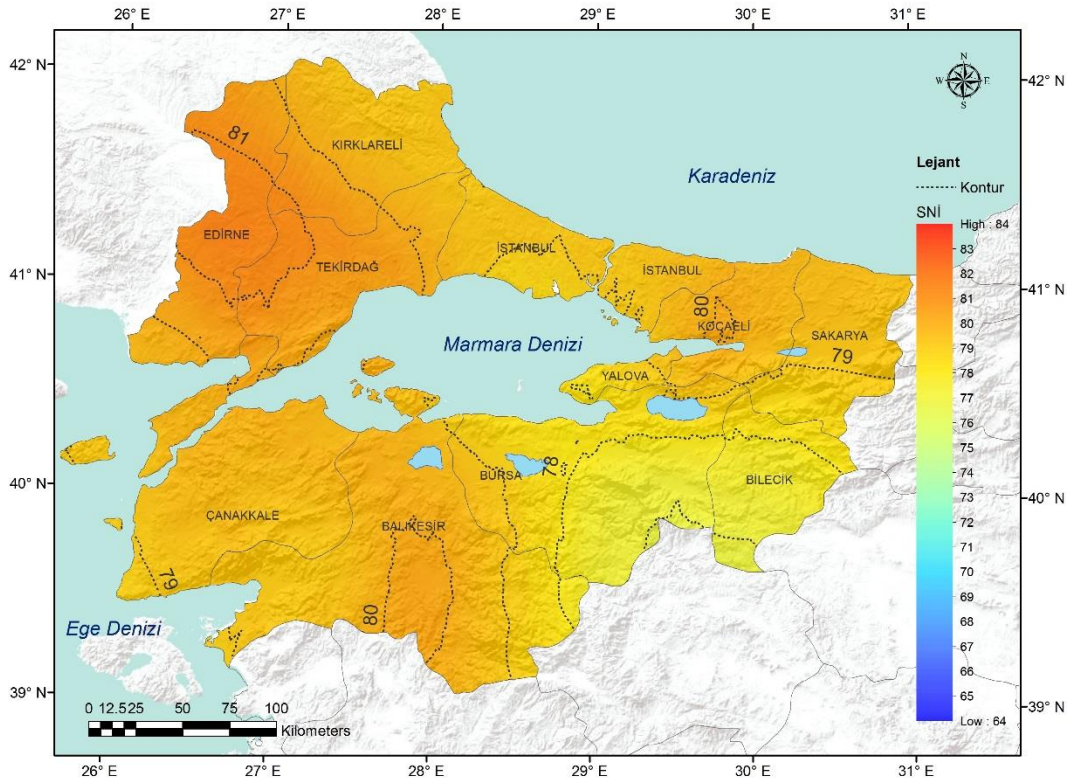 26° E 27° E 28° E 29° E 30° E 31° E
42° N
42° N
N
W E
S
81
KIRKLARELİ
Karadeniz
Lejant
Kontur
SNİ
High : 84
83
82
81
80
79
78
77
76
75
74
73
72
71
70
69
68
67
66
65
Low : 64
EDİRNE
İSTANBUL
TEKİRDAĞ
İSTANBUL
41° N
41° N
80
KOCAELİ
SAKARYA
Marmara Denizi
79
YALOVA
78
BURSA
BİLECİK
40° N
40° N
ÇANAKKALE
BALIKESİR
79
80
Ege Denizi
39° N
39° N
0 12.525 50 75 100
Kilometers
26° E 27° E 28° E 29° E 30° E 31° E